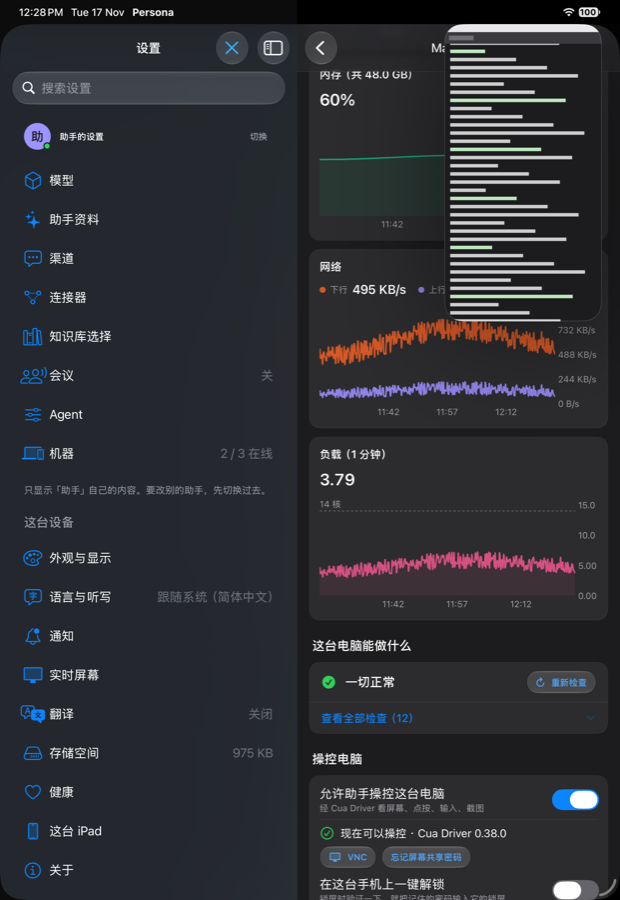 12:28 PM Tue 17 Nov Persona
100
设置
搜索设置
助
助手的设置
切换
模型
助手资料
渠道
连接器
知识库选择
会议
关
Agent
机器
2 / 3 在线
只显示「助手」自己的内容。要改别的助手，先切换过去。
这台设备
外观与显示
语言与听写
跟随系统（简体中文）
通知
实时屏幕
翻译
关闭
存储空间
975 KB
健康
这台 iPad
关于
内存（共 48.0 GB）
60%
11:42
网络
下行 495 KB/s 上行
732 KB/s
488 KB/s
244 KB/s
0 B/s
11:42 11:57 12:12
负载（1 分钟）
3.79
14 核
15.0
10.0
5.00
0.00
11:42 11:57 12:12
这台电脑能做什么
一切正常
重新检查
查看全部检查（12）
操控电脑
允许助手操控这台电脑
经 Cua Driver 看屏幕、点按、输入、截图
现在可以操控 · Cua Driver 0.38.0
VNC
忘记屏幕共享密码
在这台手机上一键解锁